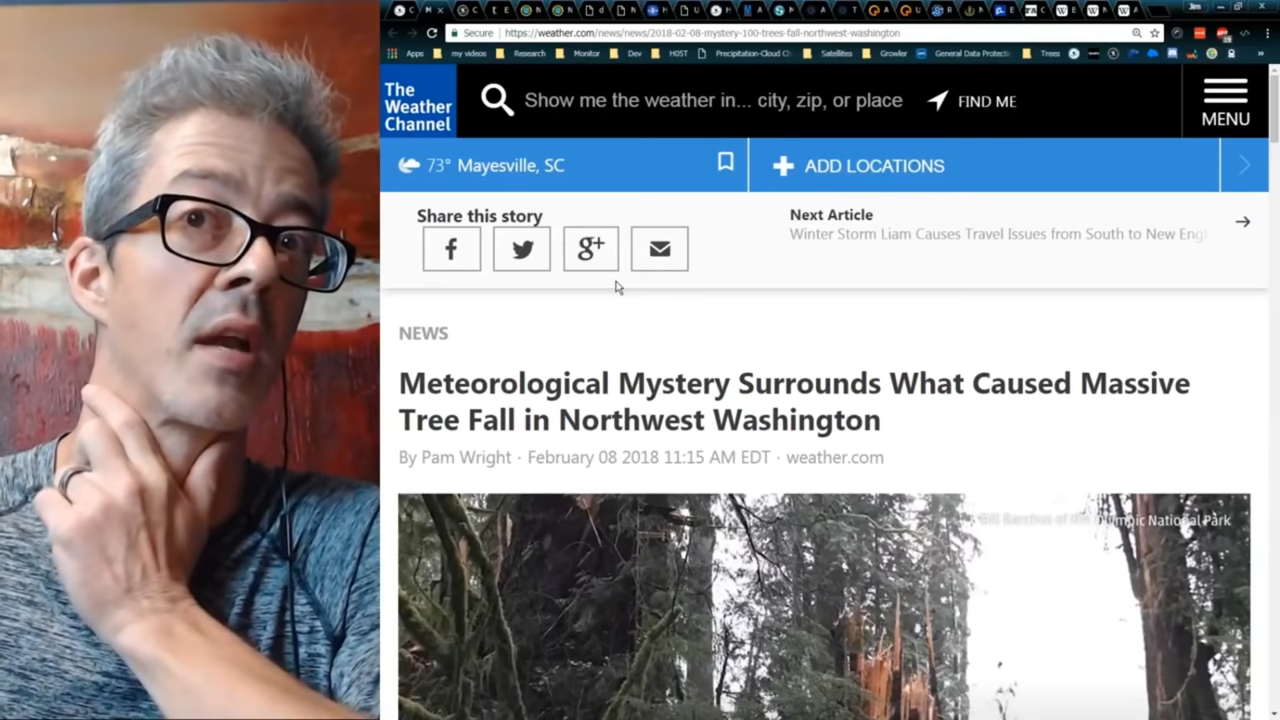 Jim
Secure https://weather.com/news/news/2018-02-08-mystery-100-trees-fall-northwest-washington
Apps my videos Research Monitor Dev HOST Precipitation-Cloud C Satellites Growler General Data Protecti Trees
The
Weather
Channel
Show me the weather in... city, zip, or place
FIND ME
MENU
73° Mayesville, SC
ADD LOCATIONS
Share this story
Next Article
Winter Storm Liam Causes Travel Issues from South to New Engl
NEWS
Meteorological Mystery Surrounds What Caused Massive
Tree Fall in Northwest Washington
By Pam Wright · February 08 2018 11:15 AM EDT · weather.com
of the Olympic National Park